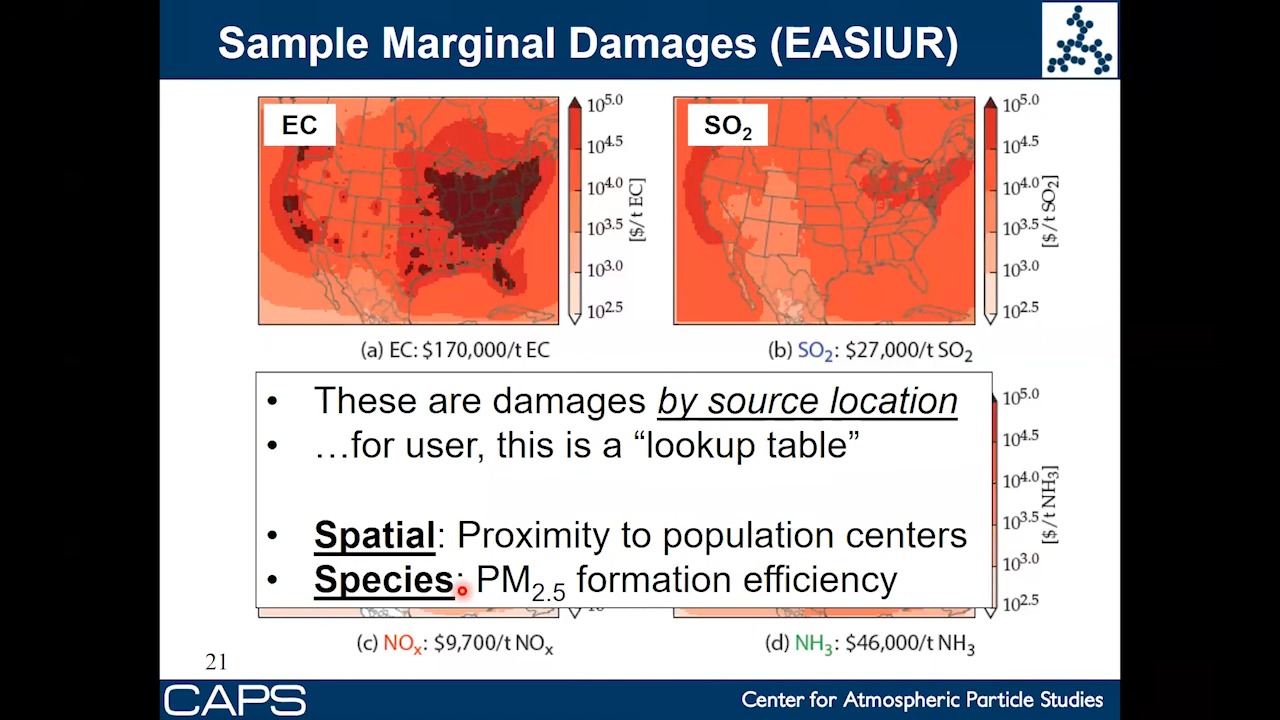 Sample Marginal Damages (EASIUR)
EC
10^5.0
10^4.5
10^4.0
10^3.5
10^3.0
10^2.5
[$/t EC]
SO₂
10^5.0
10^4.5
10^4.0
10^3.5
10^3.0
10^2.5
[$/t SO₂]
(a) EC: $170,000/t EC
(b) SO₂: $27,000/t SO₂
• These are damages by source location
• …for user, this is a “lookup table”
• Spatial: Proximity to population centers
• Species: PM₂.₅ formation efficiency
10^5.0
10^4.5
10^4.0
10^3.5
10^3.0
10^2.5
[$/t NH₃]
(c) NOₓ: $9,700/t NOₓ
(d) NH₃: $46,000/t NH₃
21
CAPS
Center for Atmospheric Particle Studies